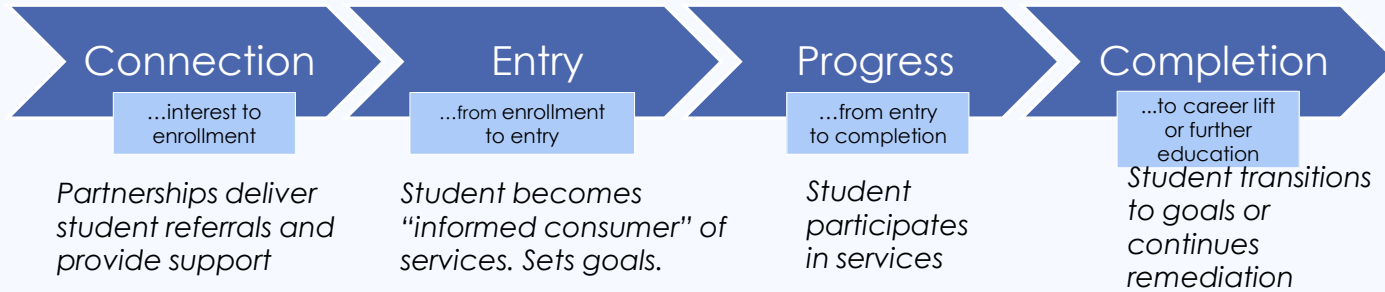 Connection
…interest to
enrollment
Partnerships deliver
student referrals and
provide support
Entry
…from enrollment
to entry
Student becomes
“informed consumer” of
services. Sets goals.
Progress
…from entry
to completion
Student
participates
in services
Completion
...to career lift
or further
education
Student transitions
to goals or
continues
remediation